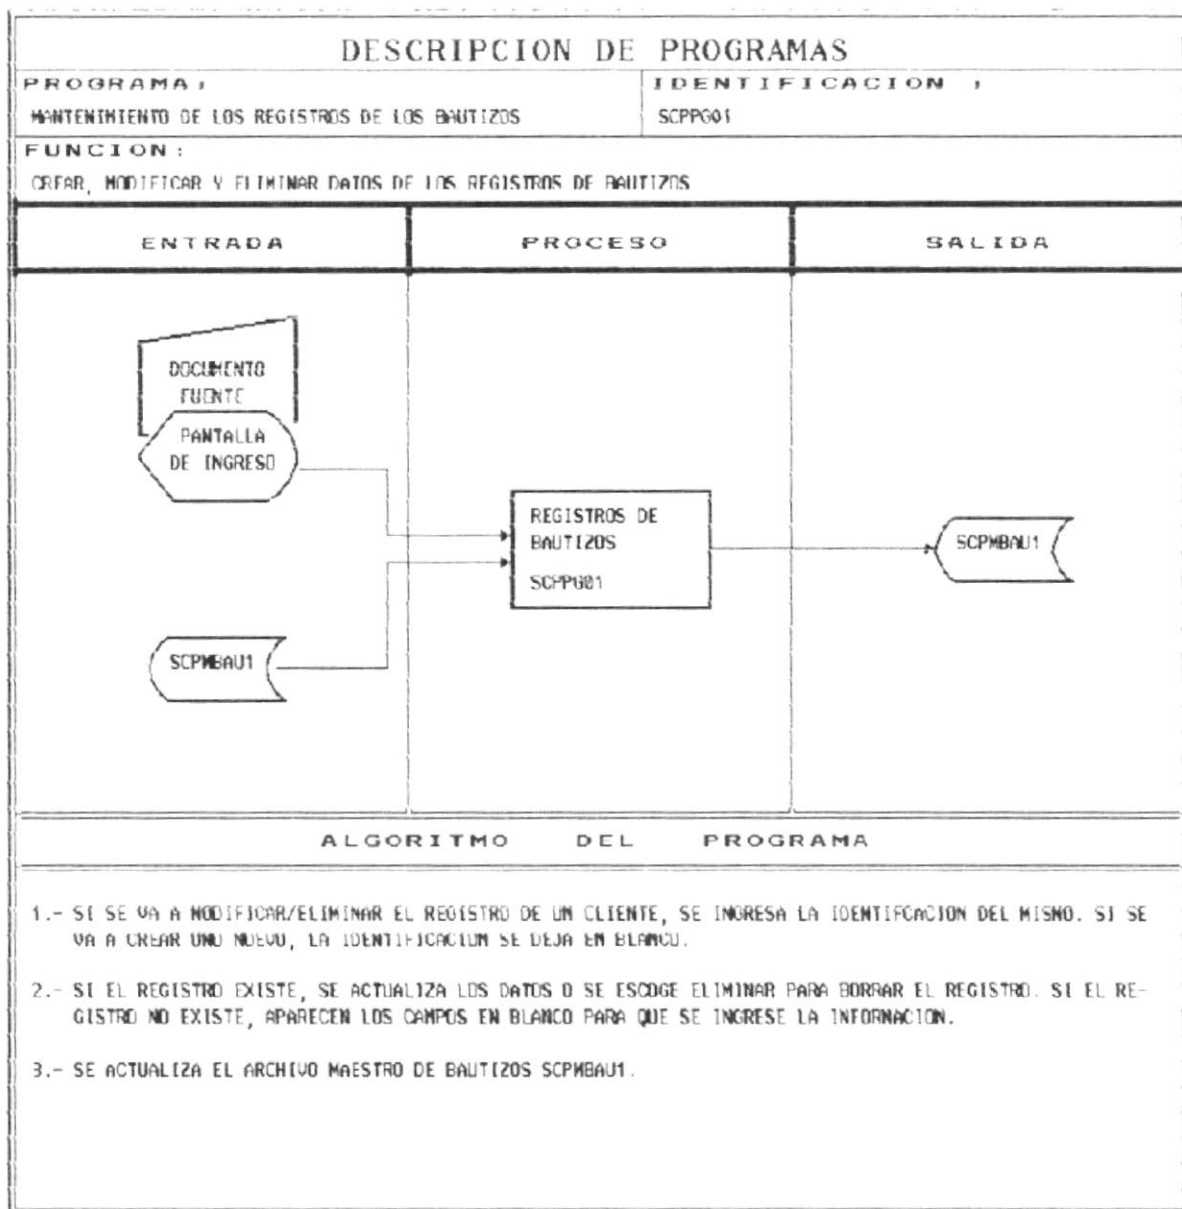 DESCRIPCION DE PROGRAMAS
PROGRAMA:
IDENTIFICACION :
MANTENIMIENTO DE LOS REGISTROS DE LOS BAUTIZOS
SCPPG01
FUNCION:
CREAR, MODIFICAR Y ELIMINAR DATOS DE LOS REGISTROS DE BAUTIZOS
ENTRADA
PROCESO
SALIDA
DOCUMENTO
FUENTE
PANTALLA
DE INGRESO
REGISTROS DE
BAUTIZOS
SCPPG01
SCPMBAU1
SCPMBAU1
ALGORITMO DEL PROGRAMA
1.- SI SE VA A MODIFICAR/ELIMINAR EL REGISTRO DE UN CLIENTE, SE INGRESA LA IDENTIFCACION DEL MISMO. SI SE
VA A CREAR UNO NUEVO, LA IDENTIFICACION SE DEJA EN BLANCO.
2.- SI EL REGISTRO EXISTE, SE ACTUALIZA LOS DATOS O SE ESCOGE ELIMINAR PARA BORRAR EL REGISTRO. SI EL RE-
GISTRO NO EXISTE, APARECEN LOS CAMPOS EN BLANCO PARA QUE SE INGRESE LA INFORMACION.
3.- SE ACTUALIZA EL ARCHIVO MAESTRO DE BAUTIZOS SCPMBAU1.